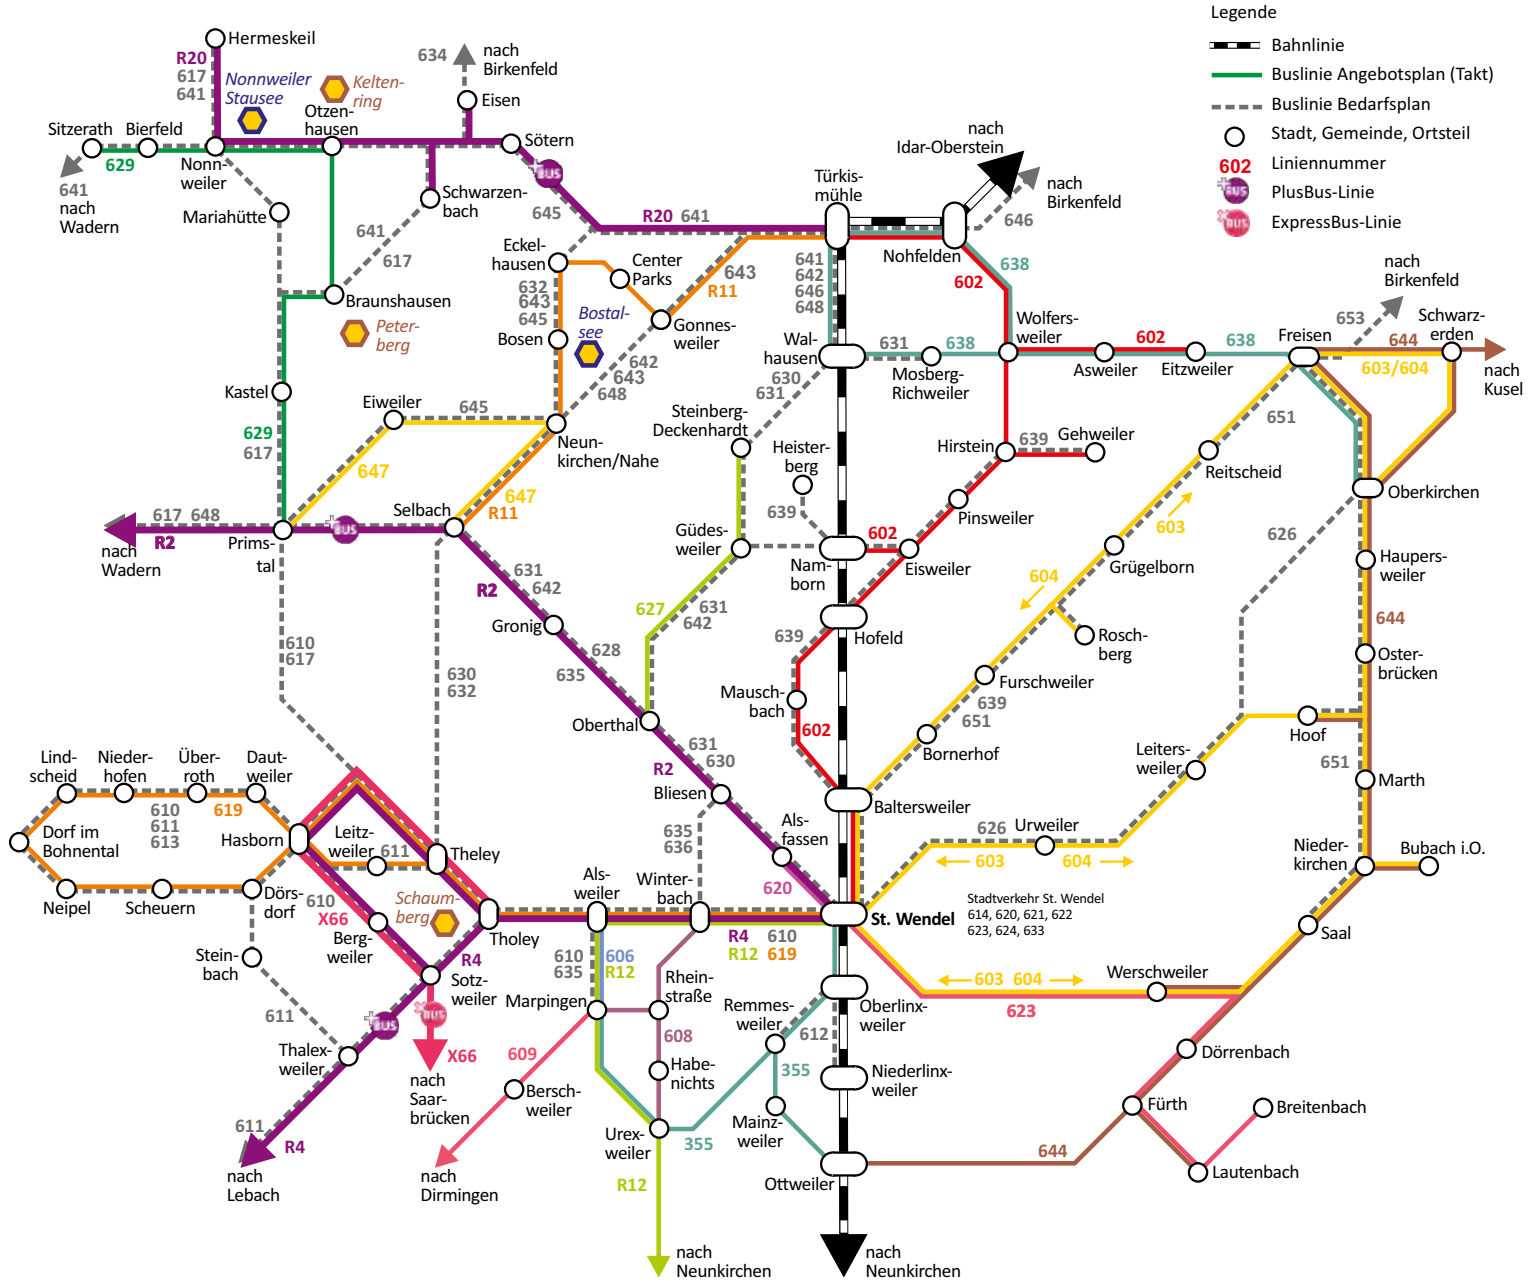 Legende
Bahnlinie
Buslinie Angebotsplan (Takt)
Buslinie Bedarfsplan
Stadt, Gemeinde, Ortsteil
602 Liniennummer
+BUS PlusBus-Linie
BUS ExpressBus-Linie
Hermeskeil
R20
617
641
Nonnweiler
Stausee
Kelten-
ring
634
nach
Birkenfeld
Eisen
Otzen-
hausen
Sitzerath
Bierfeld
629
Nonn-
weiler
641
nach
Wadern
Sötern
+BUS
Mariahütte
Schwarzen-
bach
645
641
617
R20 641
Braunshausen
Peter-
berg
Kastel
629
617
Eckel-
hausen
Center
Parks
632
643
645
Bostal-
see
Bosen
Gonnes-
weiler
643
R11
642
643
648
Eiweiler
645
647
Neun-
kirchen/Nahe
647
R11
Selbach
617 648
R2
nach
Wadern
+BUS
Prims-
tal
Türkis-
mühle
nach
Idar-Oberstein
nach
Birkenfeld
646
Nohfelden
641
642
646
648
602
638
Wolfers-
weiler
Wal-
hausen
631
638
Mosberg-
Richweiler
602
Asweiler
Eitzweiler
638
Freisen
653
nach
Birkenfeld
Schwarz-
erden
644
603/604
nach
Kusel
630
631
Steinberg-
Deckenhardt
Heister-
berg
639
Hirstein
639
Gehweiler
Pinsweiler
651
Reitscheid
603
Oberkirchen
626
Güdes-
weiler
Nam-
born
602
Eisweiler
Grügelborn
604
Haupers-
weiler
644
627
631
642
639
Hofeld
Rosch-
berg
Oster-
brücken
R2
631
642
Gronig
628
635
610
617
630
632
Mausch-
bach
602
Furschweiler
639
651
Bornerhof
Oberthal
631
630
R2
Bliesen
Hoof
Leiters-
weiler
651
Marth
Baltersweiler
Lind-
scheid
Nieder-
hofen
Über-
roth
Daut-
weiler
610
611
613
619
Dorf im
Bohnental
Hasborn
Leitz-
weiler
611
Theley
635
636
Als-
fassen
620
626
Urweiler
603
604
Nieder-
kirchen
Bubach i.O.
Neipel
Scheuern
Dörs-
dorf
610
X66
Schaum-
berg
Berg-
weiler
Tholey
R4
Als-
weiler
Winter-
bach
R4 610
R12 619
St. Wendel
Stadtverkehr St. Wendel
614, 620, 621, 622
623, 624, 633
Saal
Stein-
bach
Sotz-
weiler
610
635
606
R12
Rhein-
straße
603 604
Werschweiler
623
611
+BUS
BUS
X66
Marpingen
Remmes-
weiler
612
Oberlinx-
weiler
Thalex-
weiler
nach
Saar-
brücken
609
608
Habe-
nichts
355
Niederlinx-
weiler
Dörrenbach
Bersch-
weiler
Mainz-
weiler
Fürth
Breitenbach
611
R4
nach
Lebach
Urex-
weiler
355
644
nach
Dirmingen
R12
Ottweiler
Lautenbach
nach
Neunkirchen
nach
Neunkirchen